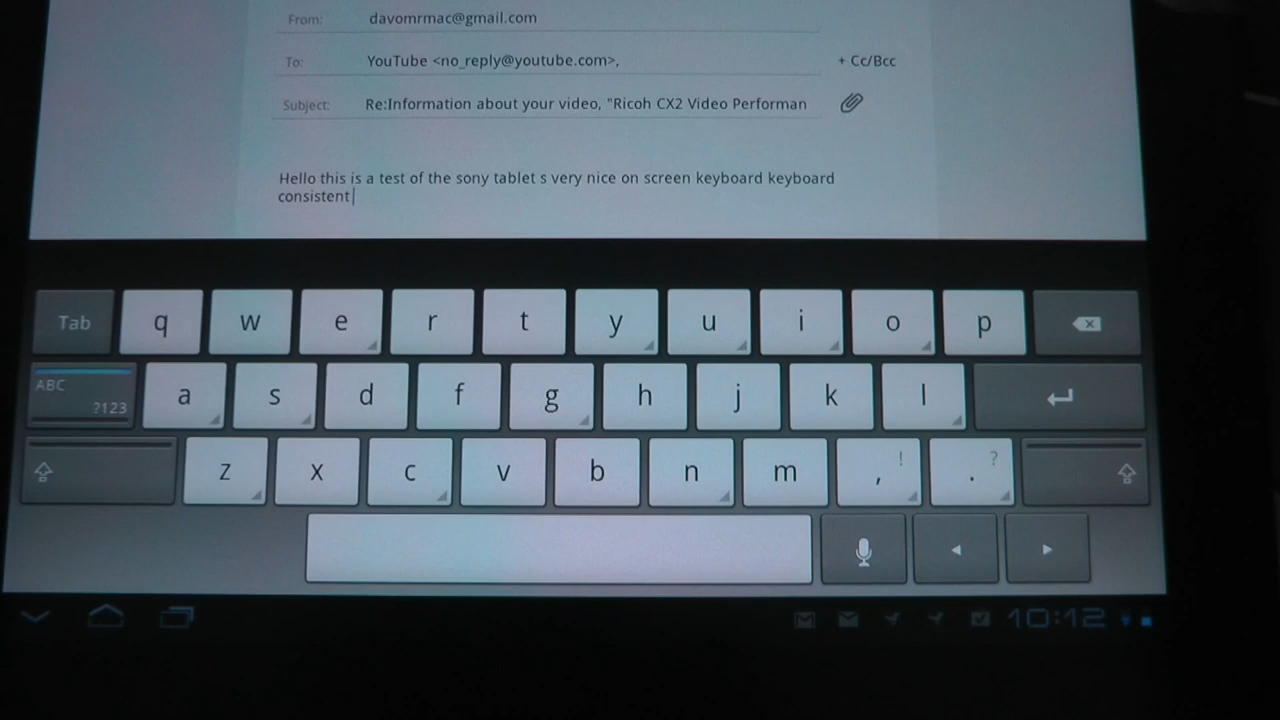 From: davomrmac@gmail.com
To: YouTube <no_reply@youtube.com>, + Cc/Bcc
Subject: Re:Information about your video, "Ricoh CX2 Video Performan
Hello this is a test of the sony tablet s very nice on screen keyboard keyboard
consistent
Tab q w e r t y u i o p
ABC ?123 a s d f g h j k l
z x c v b n m , ! . ?
10:12